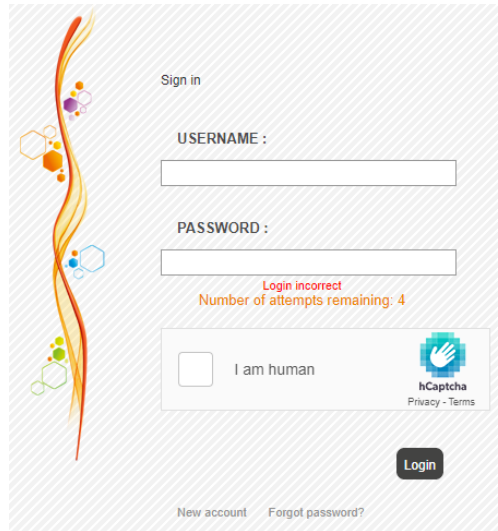 Sign in
USERNAME :
PASSWORD :
Login incorrect
Number of attempts remaining: 4
I am human
hCaptcha
Privacy - Terms
Login
New account Forgot password?